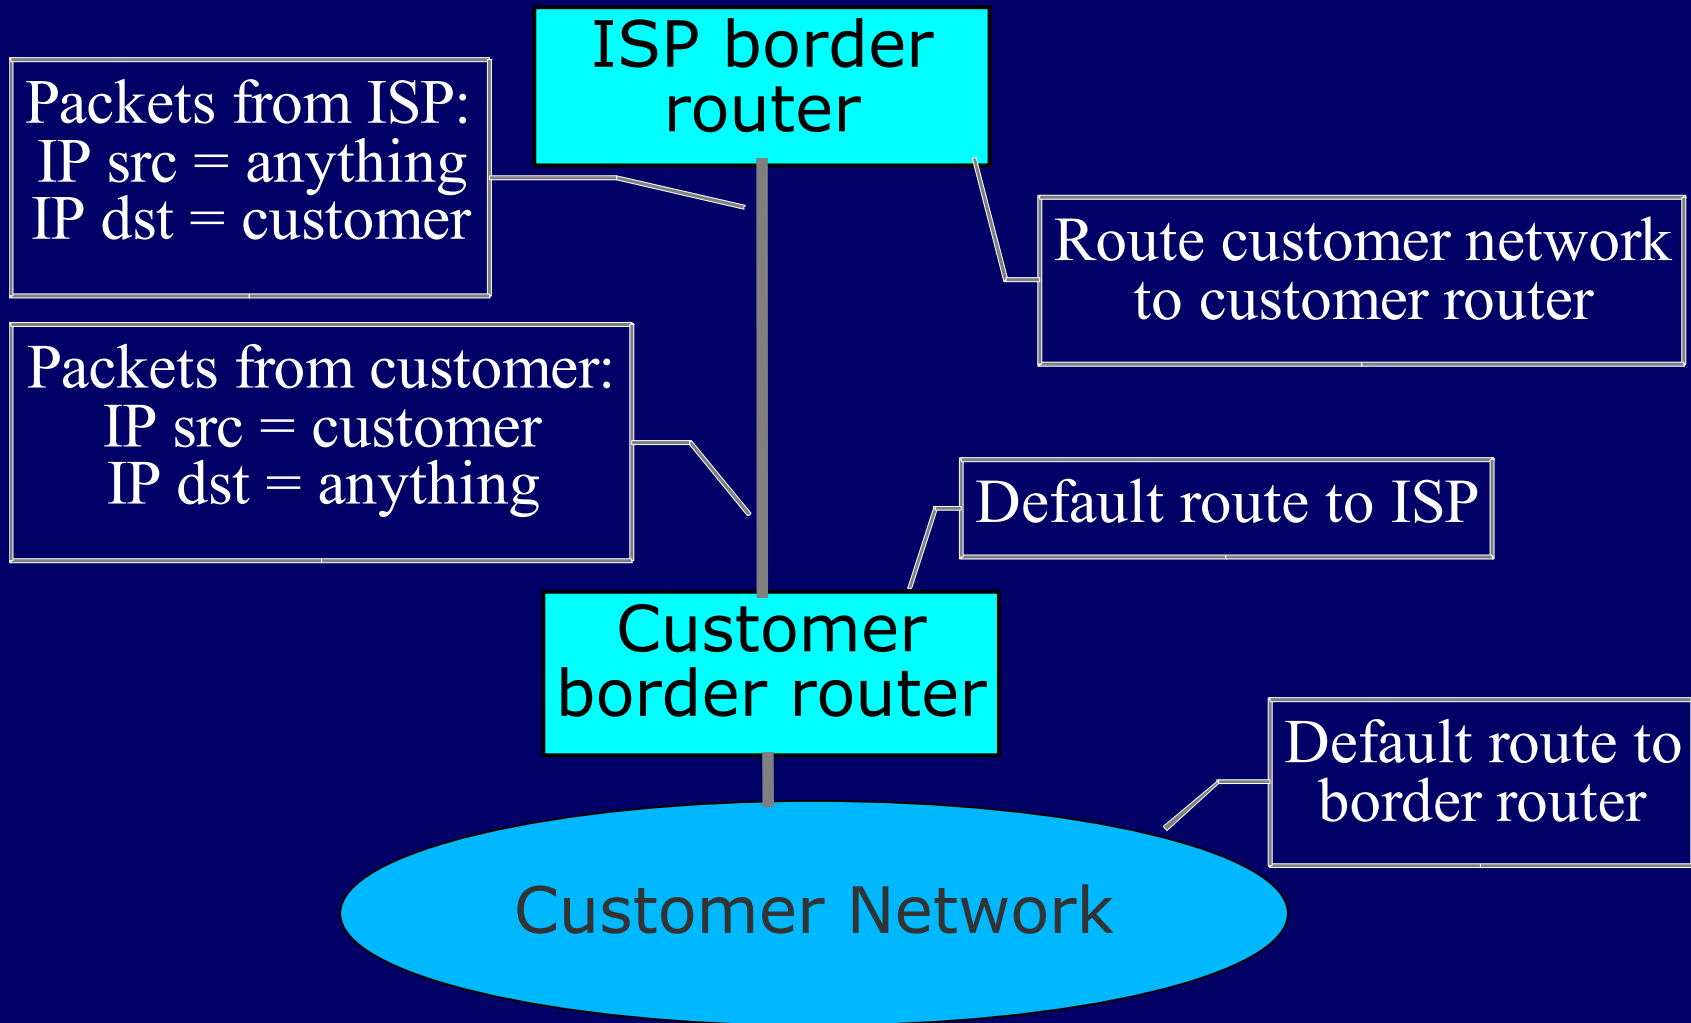 ISP border
router
Packets from ISP:
IP src = anything
IP dst = customer
Route customer network
to customer router
Packets from customer:
IP src = customer
IP dst = anything
Default route to ISP
Customer
border router
Default route to
border router
Customer Network